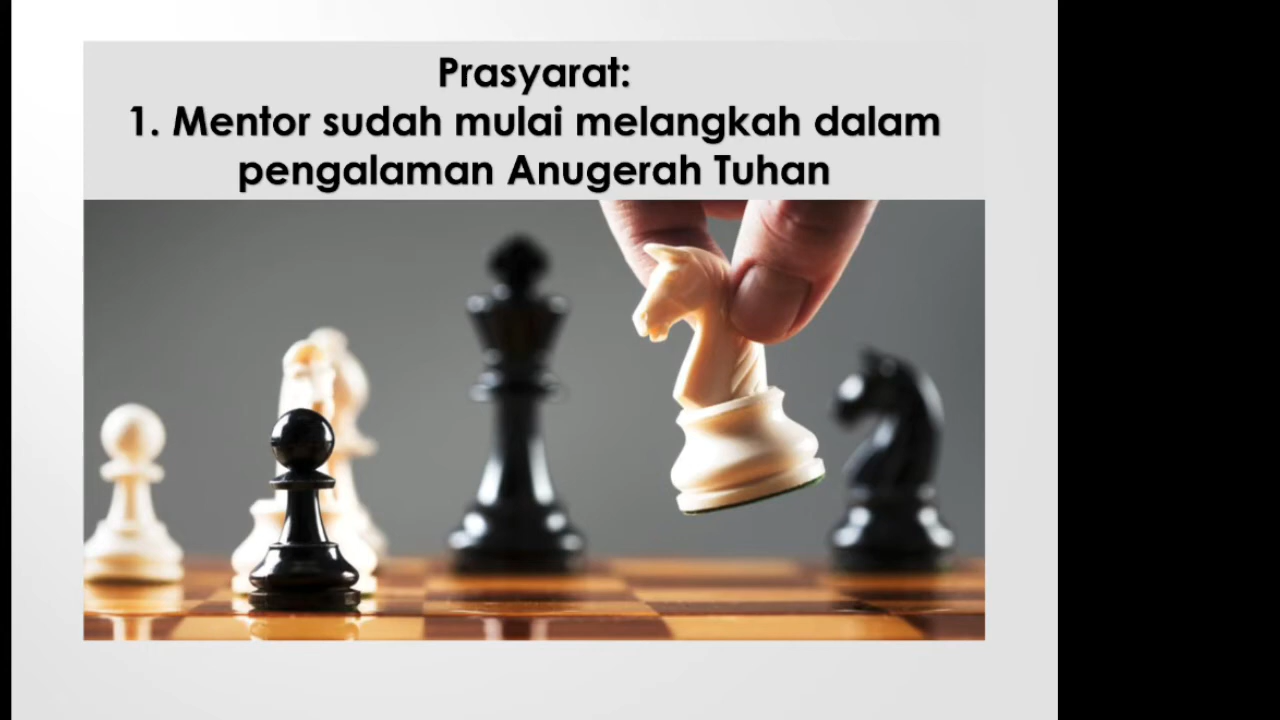 Prasyarat:
1. Mentor sudah mulai melangkah dalam
pengalaman Anugerah Tuhan